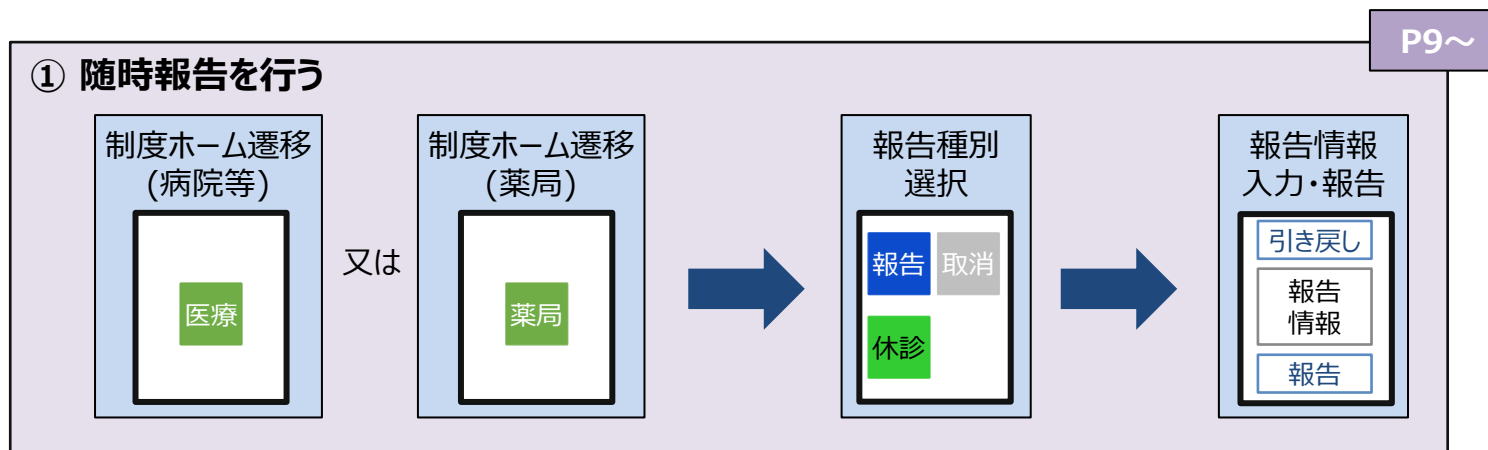 P9～
① 随時報告を行う
制度ホーム遷移
(病院等)
医療
又は
制度ホーム遷移
(薬局)
薬局
報告種別
選択
報告
取消
休診
報告情報
入力・報告
引き戻し
報告
情報
報告